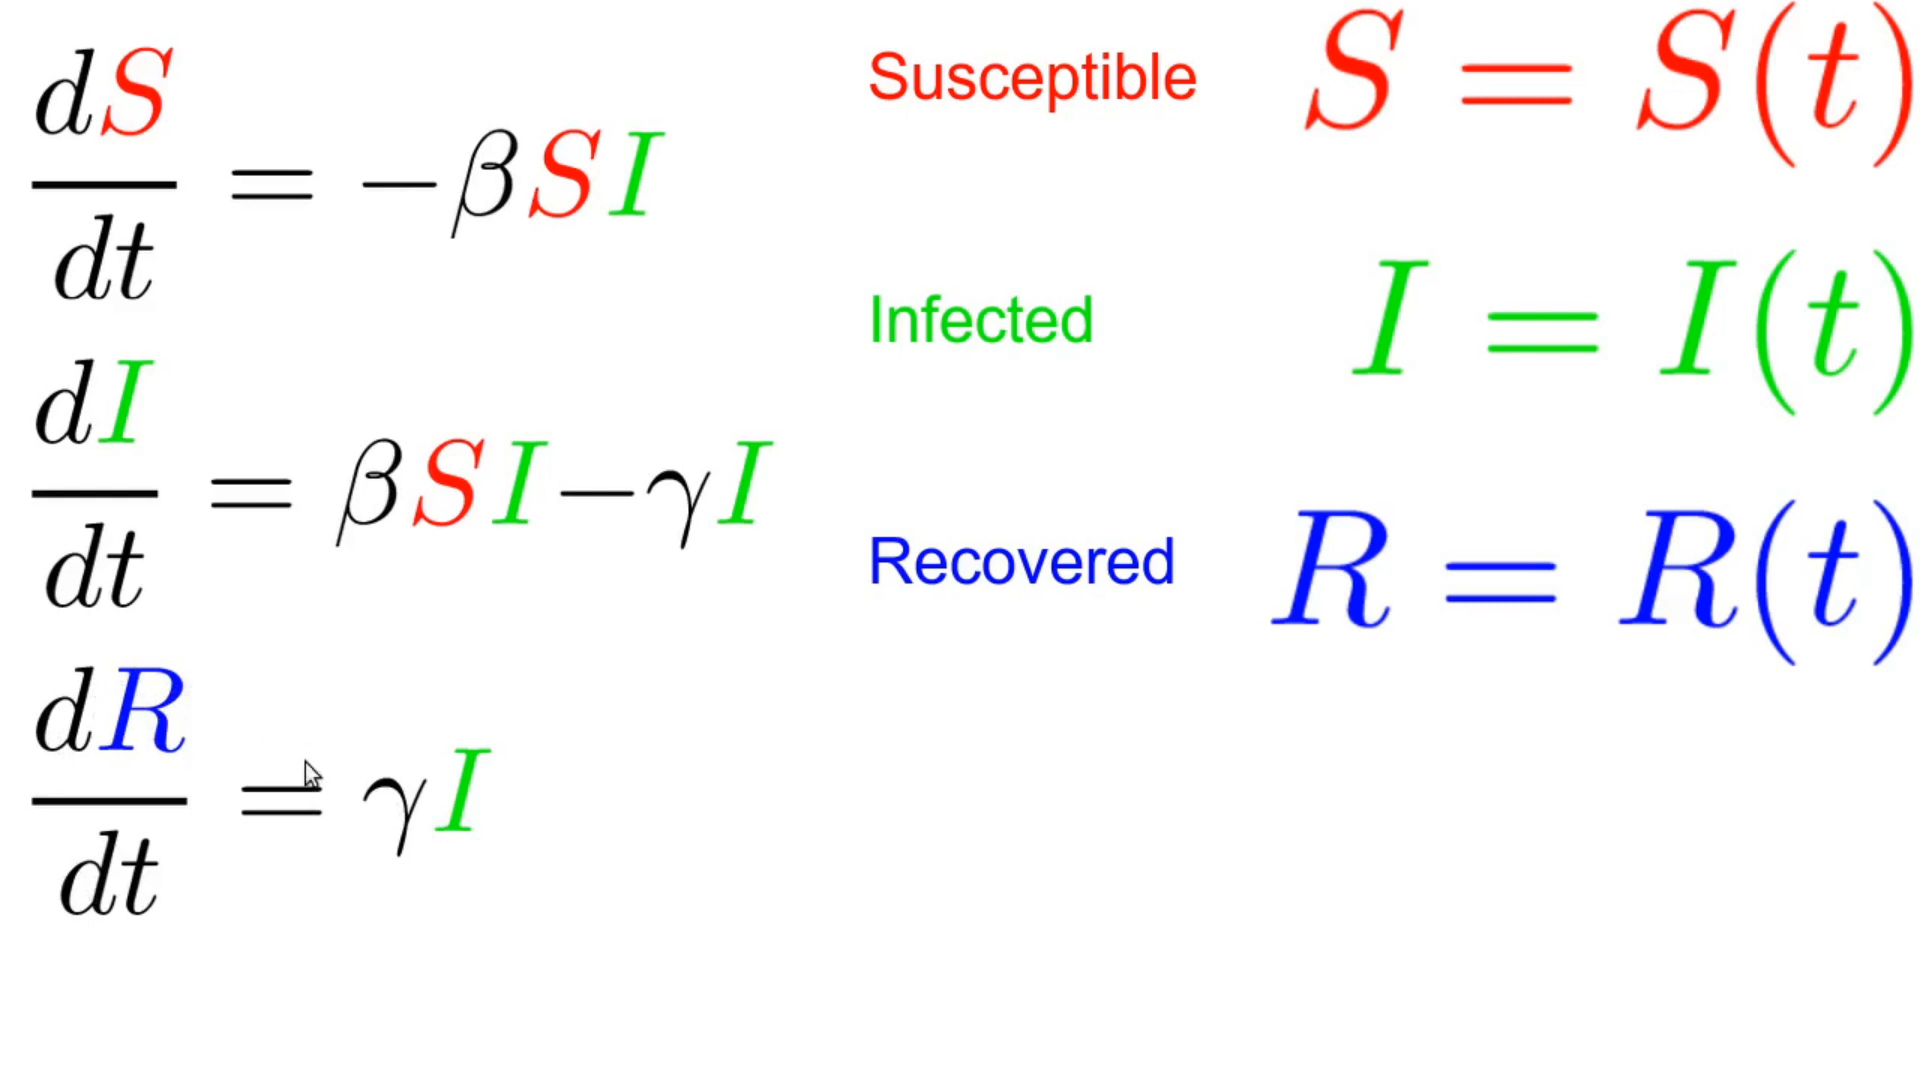 dS/dt = −βSI
Susceptible S = S(t)
dI/dt = βSI−γI
Infected I = I(t)
dR/dt = γI
Recovered R = R(t)